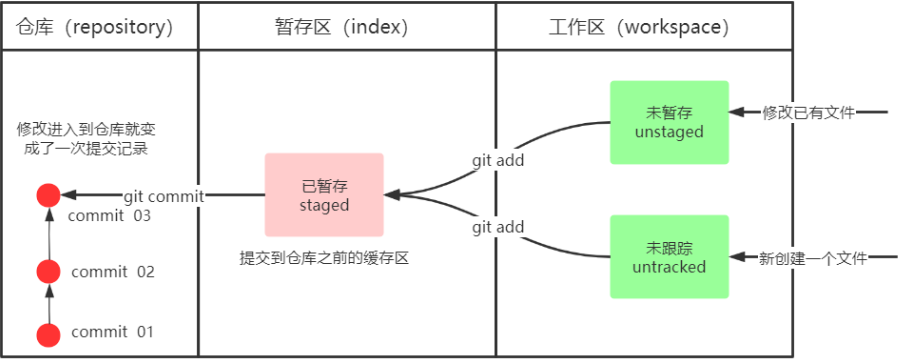 仓库（repository）
暂存区（index）
工作区（workspace）
修改进入到仓库就变
成了一次提交记录
git commit
commit 03
commit 02
commit 01
已暂存
staged
提交到仓库之前的缓存区
git add
git add
未暂存
unstaged
修改已有文件
未跟踪
untracked
新创建一个文件